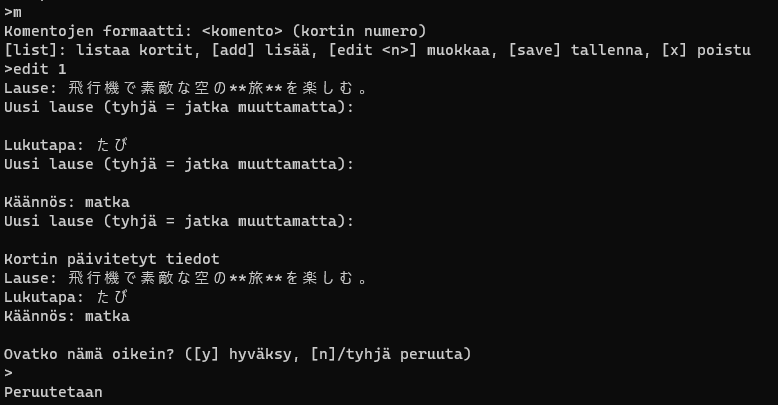 >m
Komentojen formaatti: <komento> (kortin numero)
[list]: listaa kortit, [add] lisää, [edit <n>] muokkaa, [save] tallenna, [x] poistu
>edit 1
Lause: 飛行機で素敵な空の**旅**を楽しむ。
Uusi lause (tyhjä = jatka muuttamatta):
Lukutapa: たび
Uusi lause (tyhjä = jatka muuttamatta):
Käännös: matka
Uusi lause (tyhjä = jatka muuttamatta):
Kortin päivitetyt tiedot
Lause: 飛行機で素敵な空の**旅**を楽しむ。
Lukutapa: たび
Käännös: matka
Ovatko nämä oikein? ([y] hyväksy, [n]/tyhjä peruuta)
>
Peruutetaan